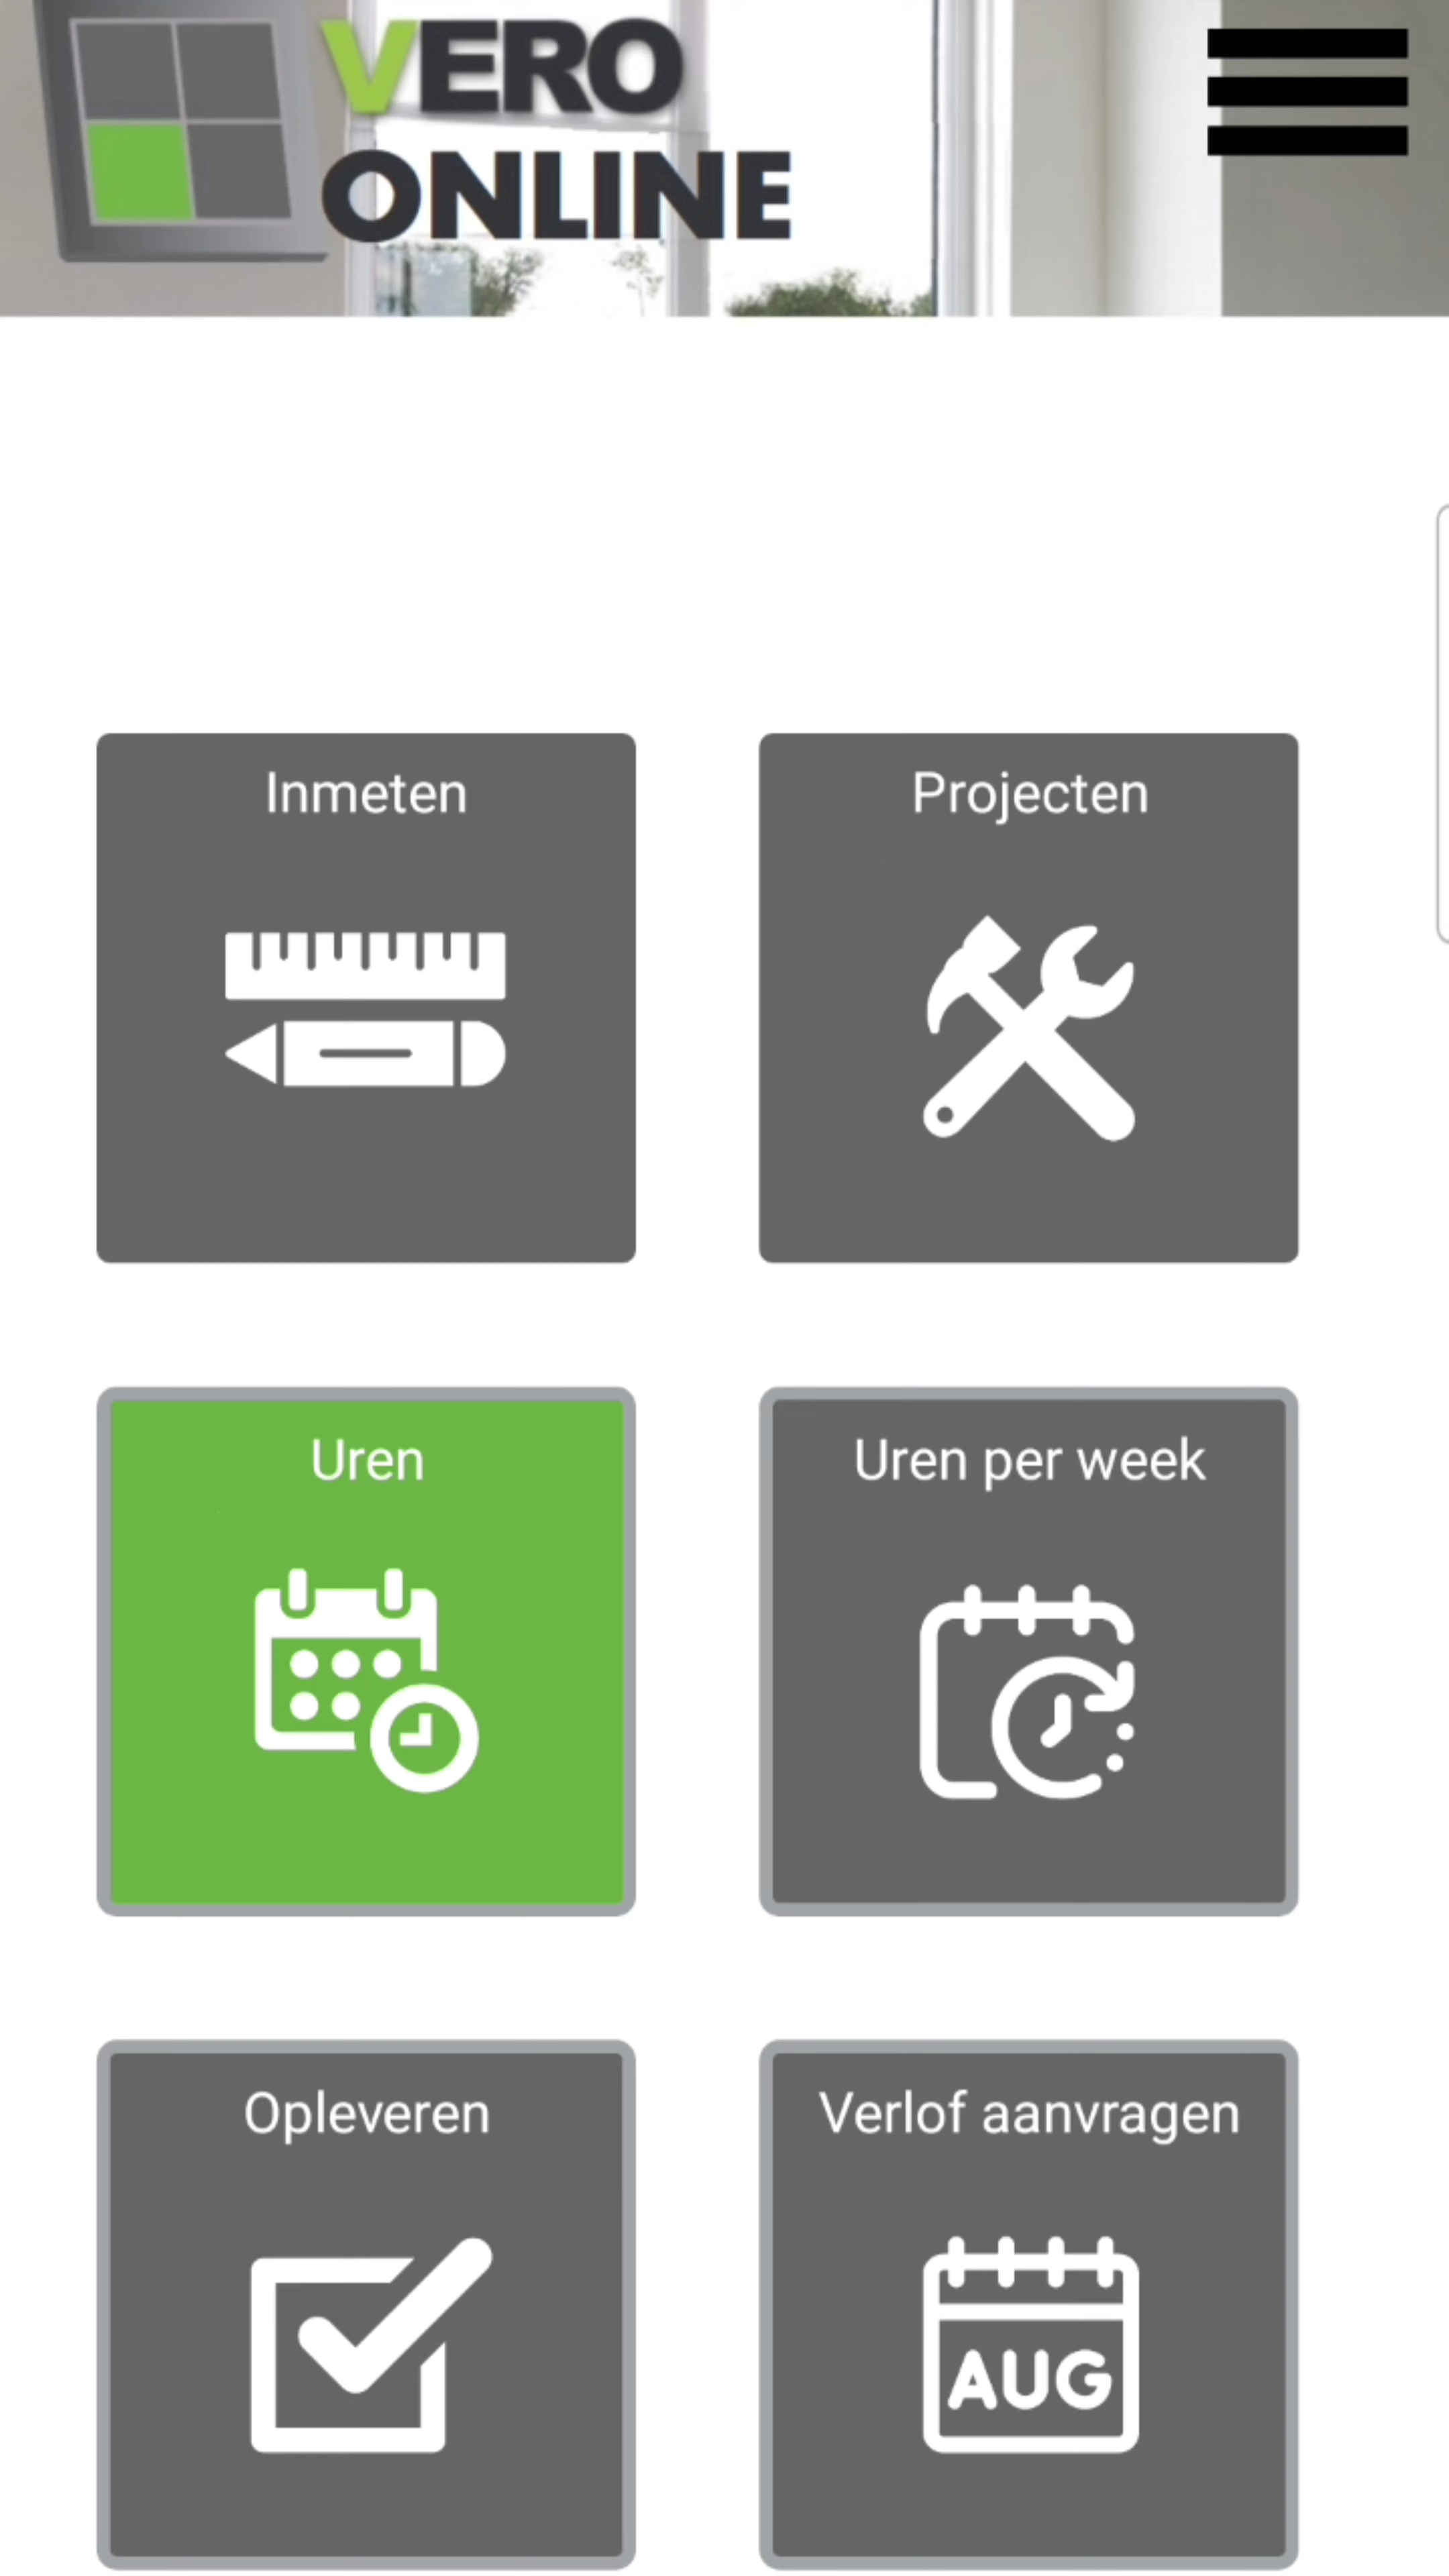 VERO
ONLINE
Inmeten
Projecten
Uren
Uren per week
Opleveren
Verlof aanvragen
AUG